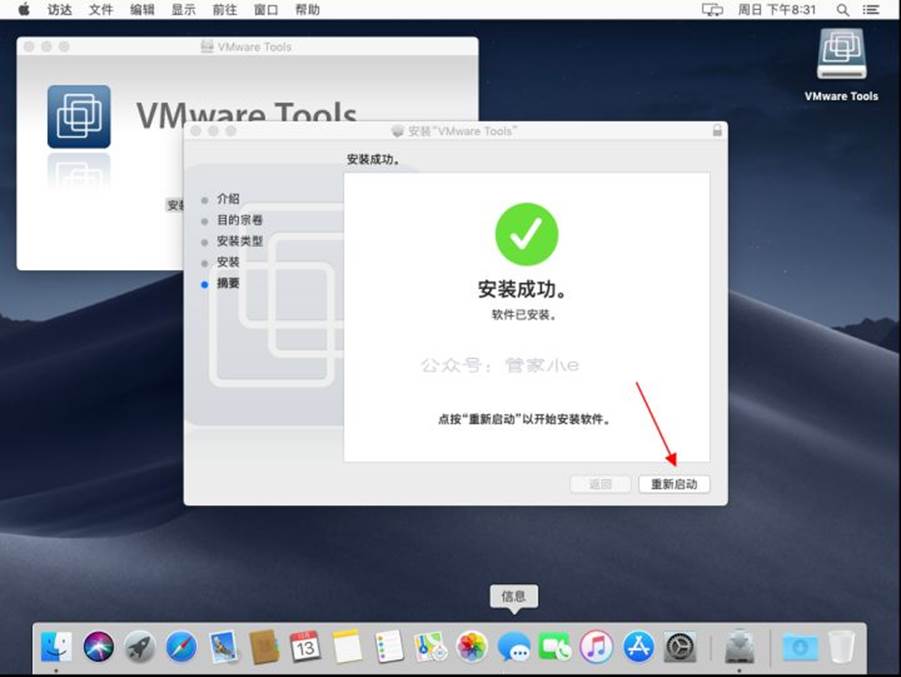 访达 文件 编辑 显示 前往 窗口 帮助 周日 下午8:31
VMware Tools
VMware Tools
VMware Tools
安装“VMware Tools”
安装成功。
介绍
目的宗卷
安装类型
安装
摘要
安装成功。
软件已安装。
公众号：管家小e
点按“重新启动”以开始安装软件。
返回 重新启动
安装
信息
13